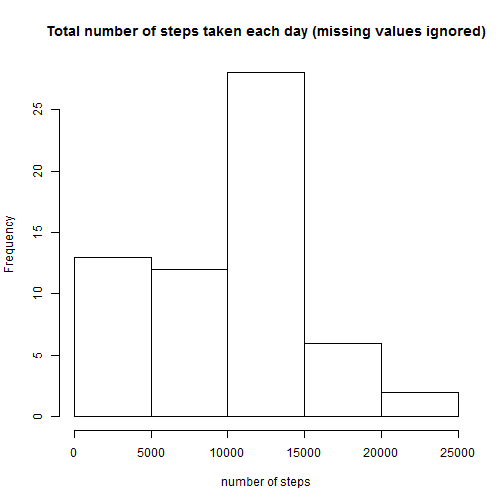 Total number of steps taken each day (missing values ignored)
Frequency
25
20
15
10
5
0
0 5000 10000 15000 20000 25000
number of steps